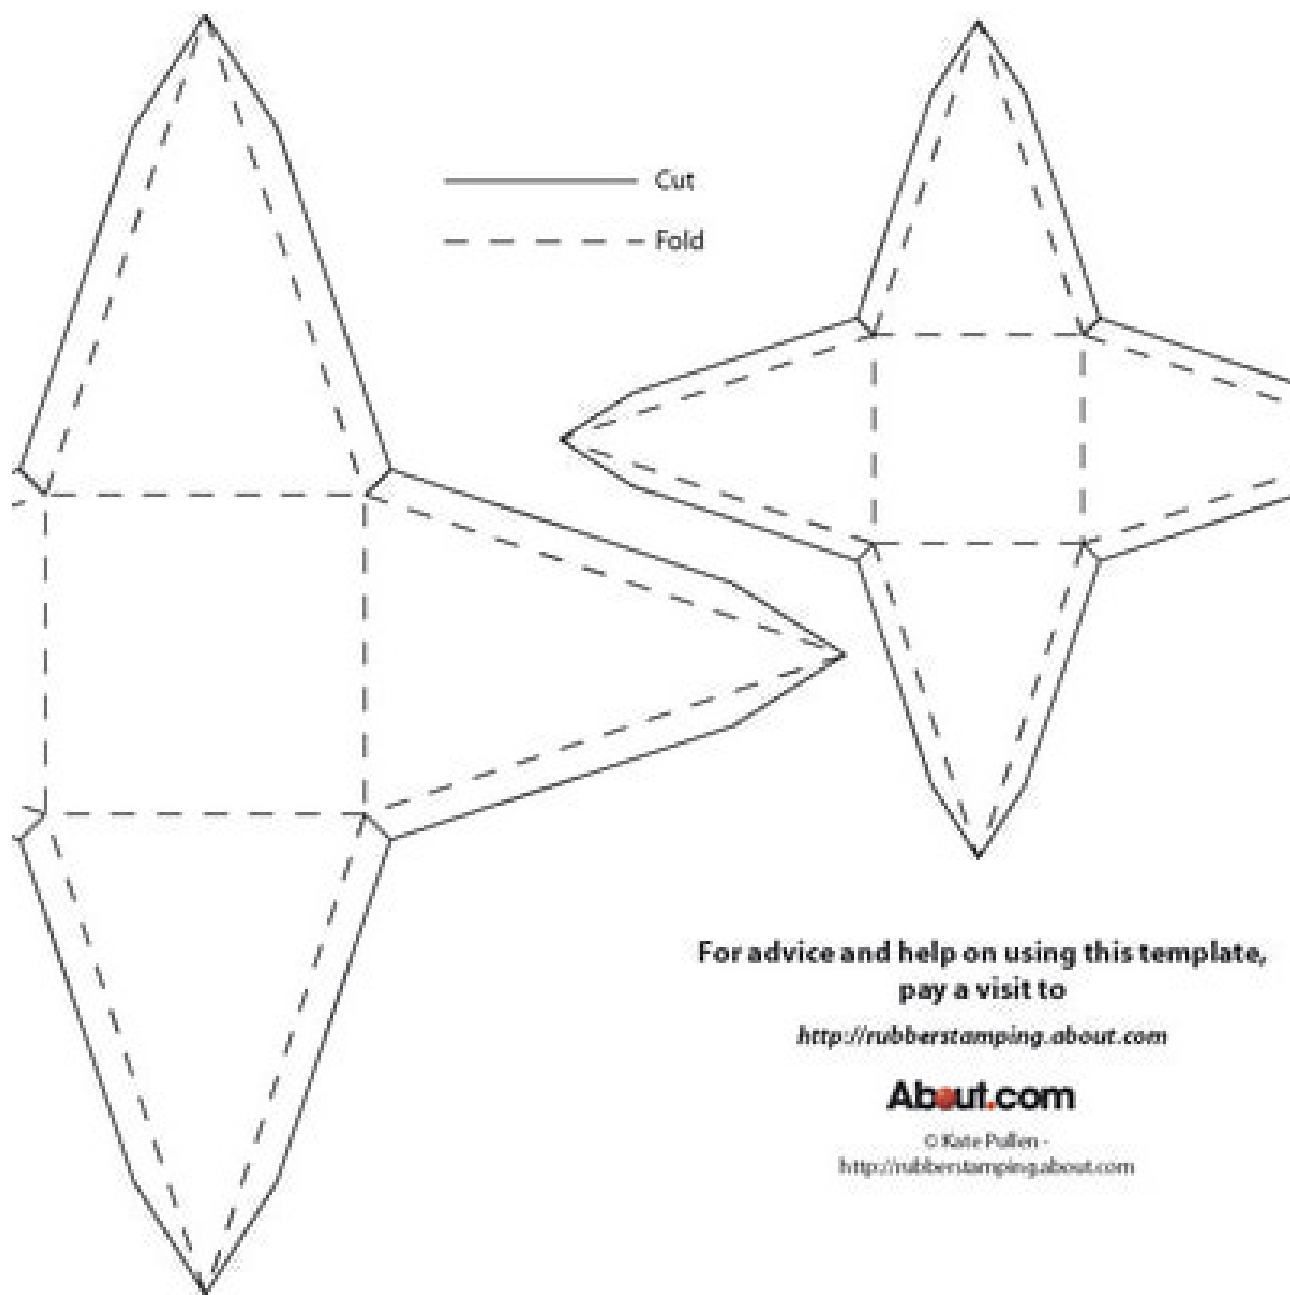 Cut
Fold
For advice and help on using this template,
pay a visit to
http://rubberstamping.about.com
About.com
© Kate Pullen -
http://rubberstamping.about.com